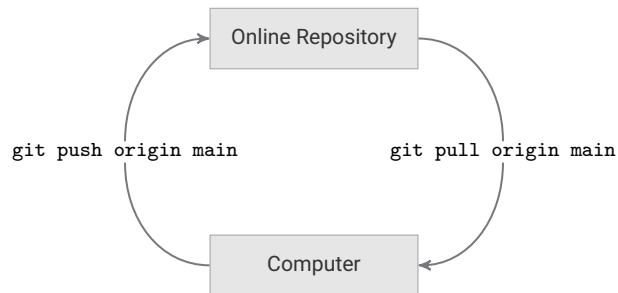 Online Repository
git push origin main
git pull origin main
Computer